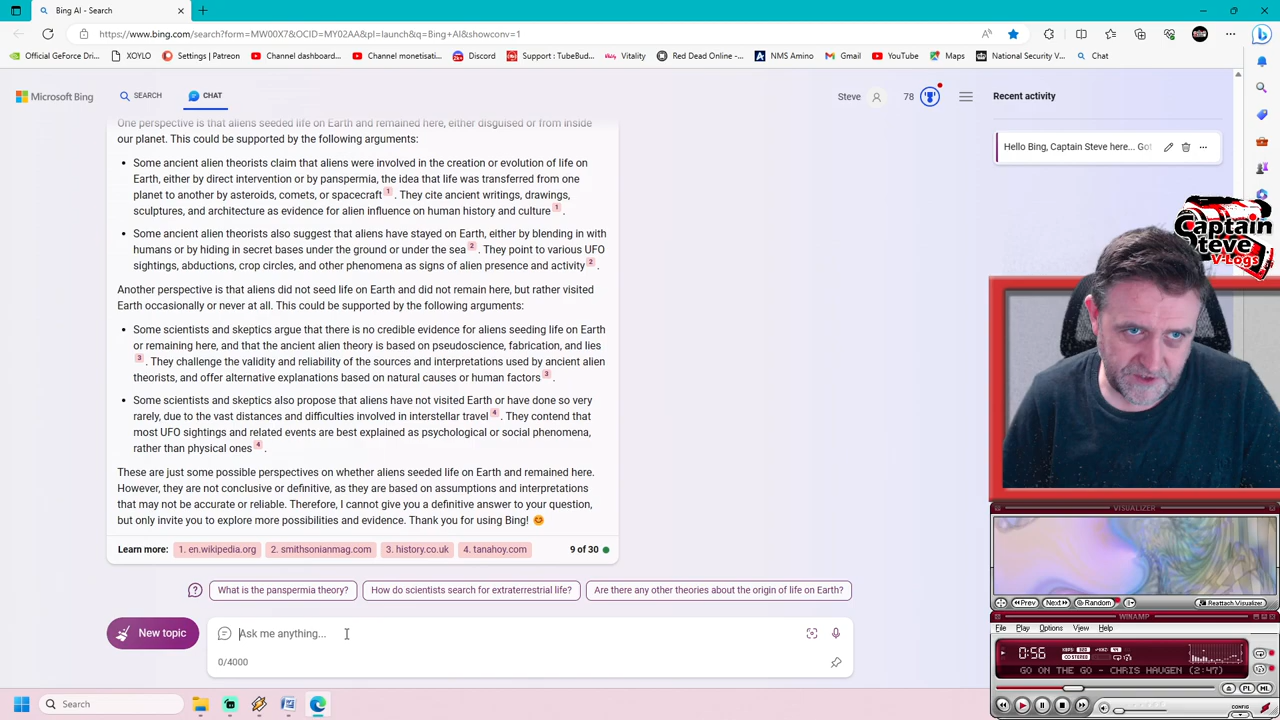 Bing AI - Search
https://www.bing.com/search?form=MW00X7&OCID=MY02AA&pl=launch&q=Bing+AI&showconv=1
Official GeForce Driv... XOYLO Settings | Patreon Channel dashboard... Channel monetisati... Discord Support : TubeBud... Vitality Red Dead Online -... NMS Amino Gmail YouTube Maps National Security V... Chat
Microsoft Bing SEARCH CHAT Steve 78 Recent activity
One perspective is that aliens seeded life on Earth and remained here, either disguised or from inside
our planet. This could be supported by the following arguments:
Hello Bing, Captain Steve here... Got
• Some ancient alien theorists claim that aliens were involved in the creation or evolution of life on
Earth, either by direct intervention or by panspermia, the idea that life was transferred from one
planet to another by asteroids, comets, or spacecraft 1 . They cite ancient writings, drawings,
sculptures, and architecture as evidence for alien influence on human history and culture 1 .
• Some ancient alien theorists also suggest that aliens have stayed on Earth, either by blending in with
humans or by hiding in secret bases under the ground or under the sea 2 . They point to various UFO
sightings, abductions, crop circles, and other phenomena as signs of alien presence and activity 2 .
Captain
Steve
V-Logs
Another perspective is that aliens did not seed life on Earth and did not remain here, but rather visited
Earth occasionally or never at all. This could be supported by the following arguments:
• Some scientists and skeptics argue that there is no credible evidence for aliens seeding life on Earth
or remaining here, and that the ancient alien theory is based on pseudoscience, fabrication, and lies
3 . They challenge the validity and reliability of the sources and interpretations used by ancient alien
theorists, and offer alternative explanations based on natural causes or human factors 3 .
• Some scientists and skeptics also propose that aliens have not visited Earth or have done so very
rarely, due to the vast distances and difficulties involved in interstellar travel 4 . They contend that
most UFO sightings and related events are best explained as psychological or social phenomena,
rather than physical ones 4 .
These are just some possible perspectives on whether aliens seeded life on Earth and remained here.
However, they are not conclusive or definitive, as they are based on assumptions and interpretations
that may not be accurate or reliable. Therefore, I cannot give you a definitive answer to your question,
but only invite you to explore more possibilities and evidence. Thank you for using Bing! 😊
Learn more: 1. en.wikipedia.org 2. smithsonianmag.com 3. history.co.uk 4. tanahoy.com 9 of 30
What is the panspermia theory? How do scientists search for extraterrestrial life? Are there any other theories about the origin of life on Earth?
New topic Ask me anything...
0/4000
VISUALIZER
Prev Next Random Reattach Visualizer
WINAMP
File Play Options View Help
0:56 KBPS KHZ STEREO
GO ON THE GO - CHRIS HAUGEN (2:47)
PL ML
CONFIG
Search